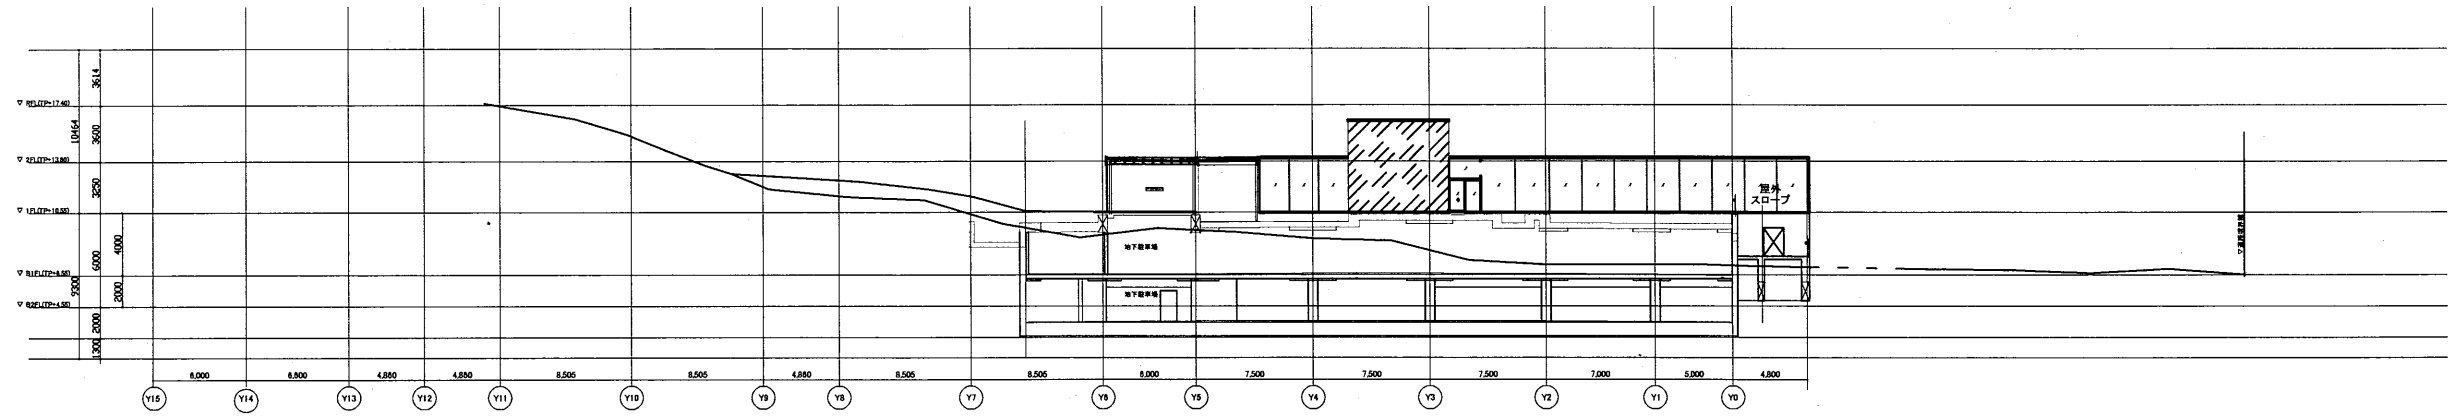 3614
▽ RFL(TP+17.40)
10464
3600
▽ 2FL(TP+13.80)
3250
屋外
スロープ
▽ 1FL(TP+10.55)
4000
6000
地下駐車場
▽ B1FL(TP+6.55)
9300
2000
地下駐車場
▽ B2FL(TP+4.55)
2000
1300
6,000
6,600
4,880
4,880
8,505
8,505
4,860
8,505
8,505
6,000
7,500
7,500
7,500
7,000
5,000
4,800
Y15
Y14
Y13
Y12
Y11
Y10
Y9
Y8
Y7
Y6
Y5
Y4
Y3
Y2
Y1
Y0